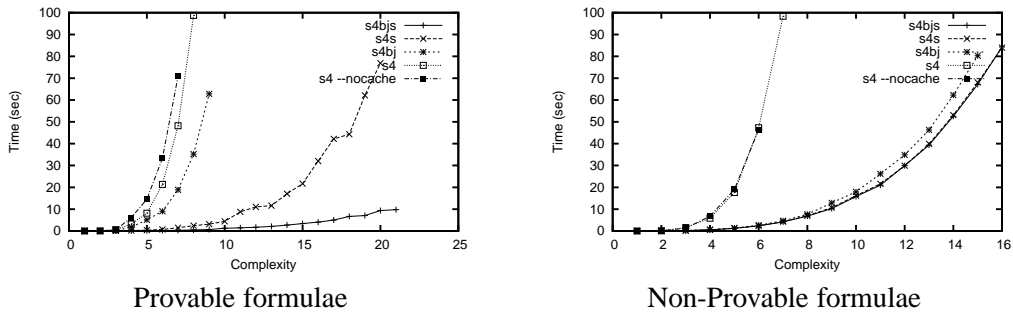 100
90
80
70
60
50
40
30
20
10
0
Time (sec)
0 5 10 15 20 25
Complexity
s4bjs
s4s
s4bj
s4
s4 --nocache
Provable formulae
100
90
80
70
60
50
40
30
20
10
0
Time (sec)
0 2 4 6 8 10 12 14 16
Complexity
s4bjs
s4s
s4bj
s4
s4 --nocache
Non-Provable formulae